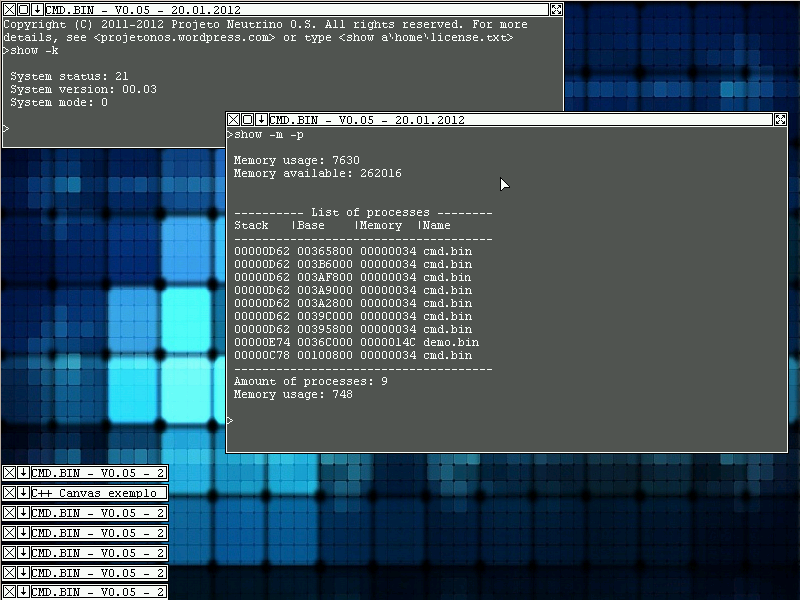 CMD.BIN - V0.05 - 20.01.2012
Copyright (C) 2011-2012 Projeto Neutrino O.S. All rights reserved. For more
details, see <projetonos.wordpress.com> or type <show a\home\license.txt>
>show -k
System status: 21
System version: 00.03
System mode: 0
>
CMD.BIN - V0.05 - 20.01.2012
>show -m -p
Memory usage: 7630
Memory available: 262016
---------- List of processes --------
Stack   |Base    |Memory  |Name
-------------------------------------
00000D62 00365800 00000034 cmd.bin
00000D62 003B6000 00000034 cmd.bin
00000D62 003AF800 00000034 cmd.bin
00000D62 003A9000 00000034 cmd.bin
00000D62 003A2800 00000034 cmd.bin
00000D62 0039C000 00000034 cmd.bin
00000D62 00395800 00000034 cmd.bin
00000E74 0036C000 0000014C demo.bin
00000C78 00100800 00000034 cmd.bin
-------------------------------------
Amount of processes: 9
Memory usage: 748
>
CMD.BIN - V0.05 - 2
C++ Canvas exemplo
CMD.BIN - V0.05 - 2
CMD.BIN - V0.05 - 2
CMD.BIN - V0.05 - 2
CMD.BIN - V0.05 - 2
CMD.BIN - V0.05 - 2